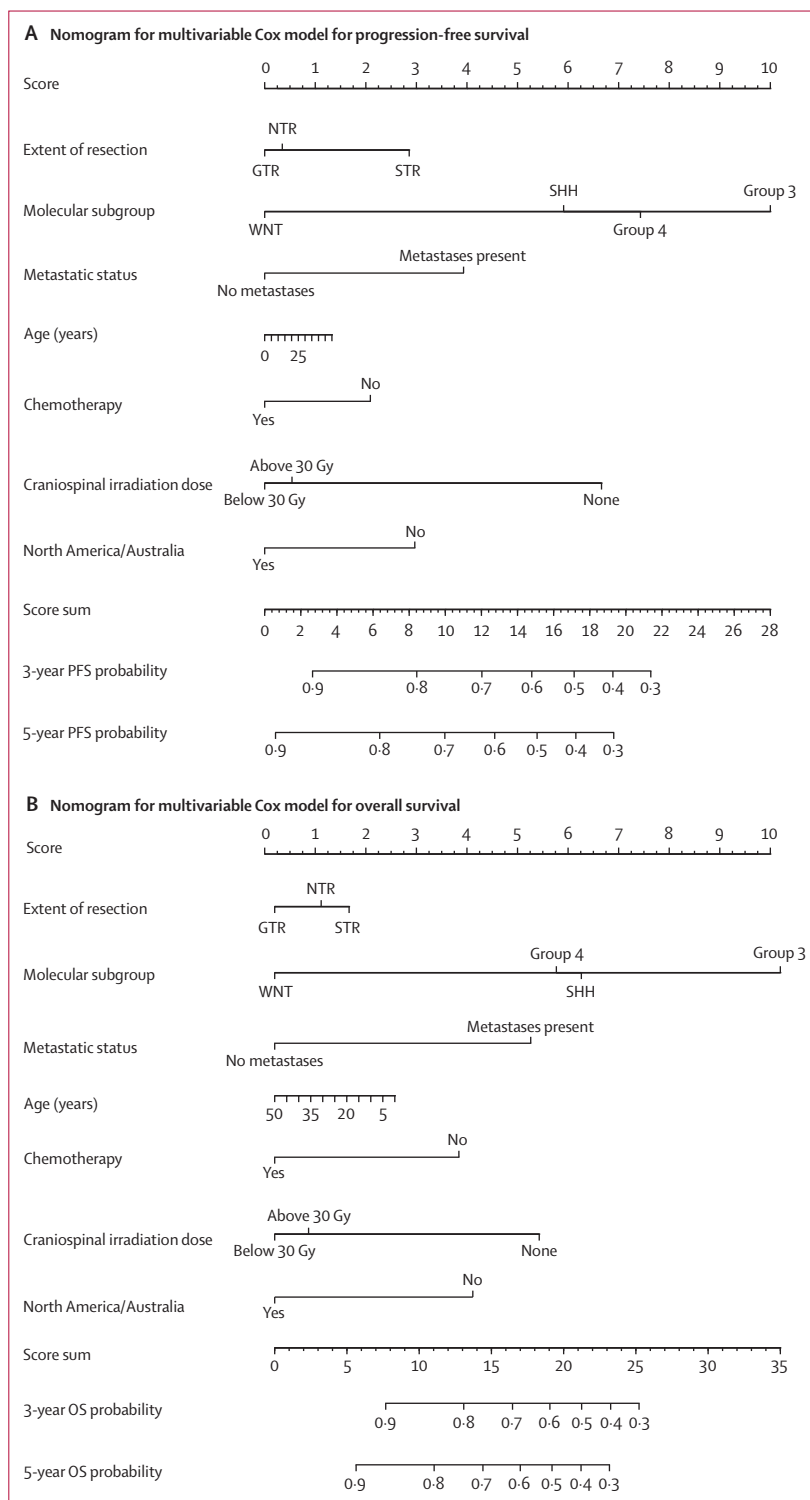 A Nomogram for multivariable Cox model for progression-free survival
0 1 2 3 4 5 6 7 8 9 10
Score
NTR
Extent of resection
GTR STR
SHH Group 3
Molecular subgroup
WNT Group 4
Metastases present
Metastatic status
No metastases
Age (years)
0 25
No
Chemotherapy
Yes
Above 30 Gy
Craniospinal irradiation dose
Below 30 Gy None
No
North America/Australia
Yes
Score sum
0 2 4 6 8 10 12 14 16 18 20 22 24 26 28
3-year PFS probability
0·9 0·8 0·7 0·6 0·5 0·4 0·3
5-year PFS probability
0·9 0·8 0·7 0·6 0·5 0·4 0·3
B Nomogram for multivariable Cox model for overall survival
0 1 2 3 4 5 6 7 8 9 10
Score
NTR
Extent of resection
GTR STR
Group 4 Group 3
Molecular subgroup
WNT SHH
Metastases present
Metastatic status
No metastases
Age (years)
50 35 20 5
No
Chemotherapy
Yes
Above 30 Gy
Craniospinal irradiation dose
Below 30 Gy None
No
North America/Australia
Yes
Score sum
0 5 10 15 20 25 30 35
3-year OS probability
0·9 0·8 0·7 0·6 0·5 0·4 0·3
5-year OS probability
0·9 0·8 0·7 0·6 0·5 0·4 0·3